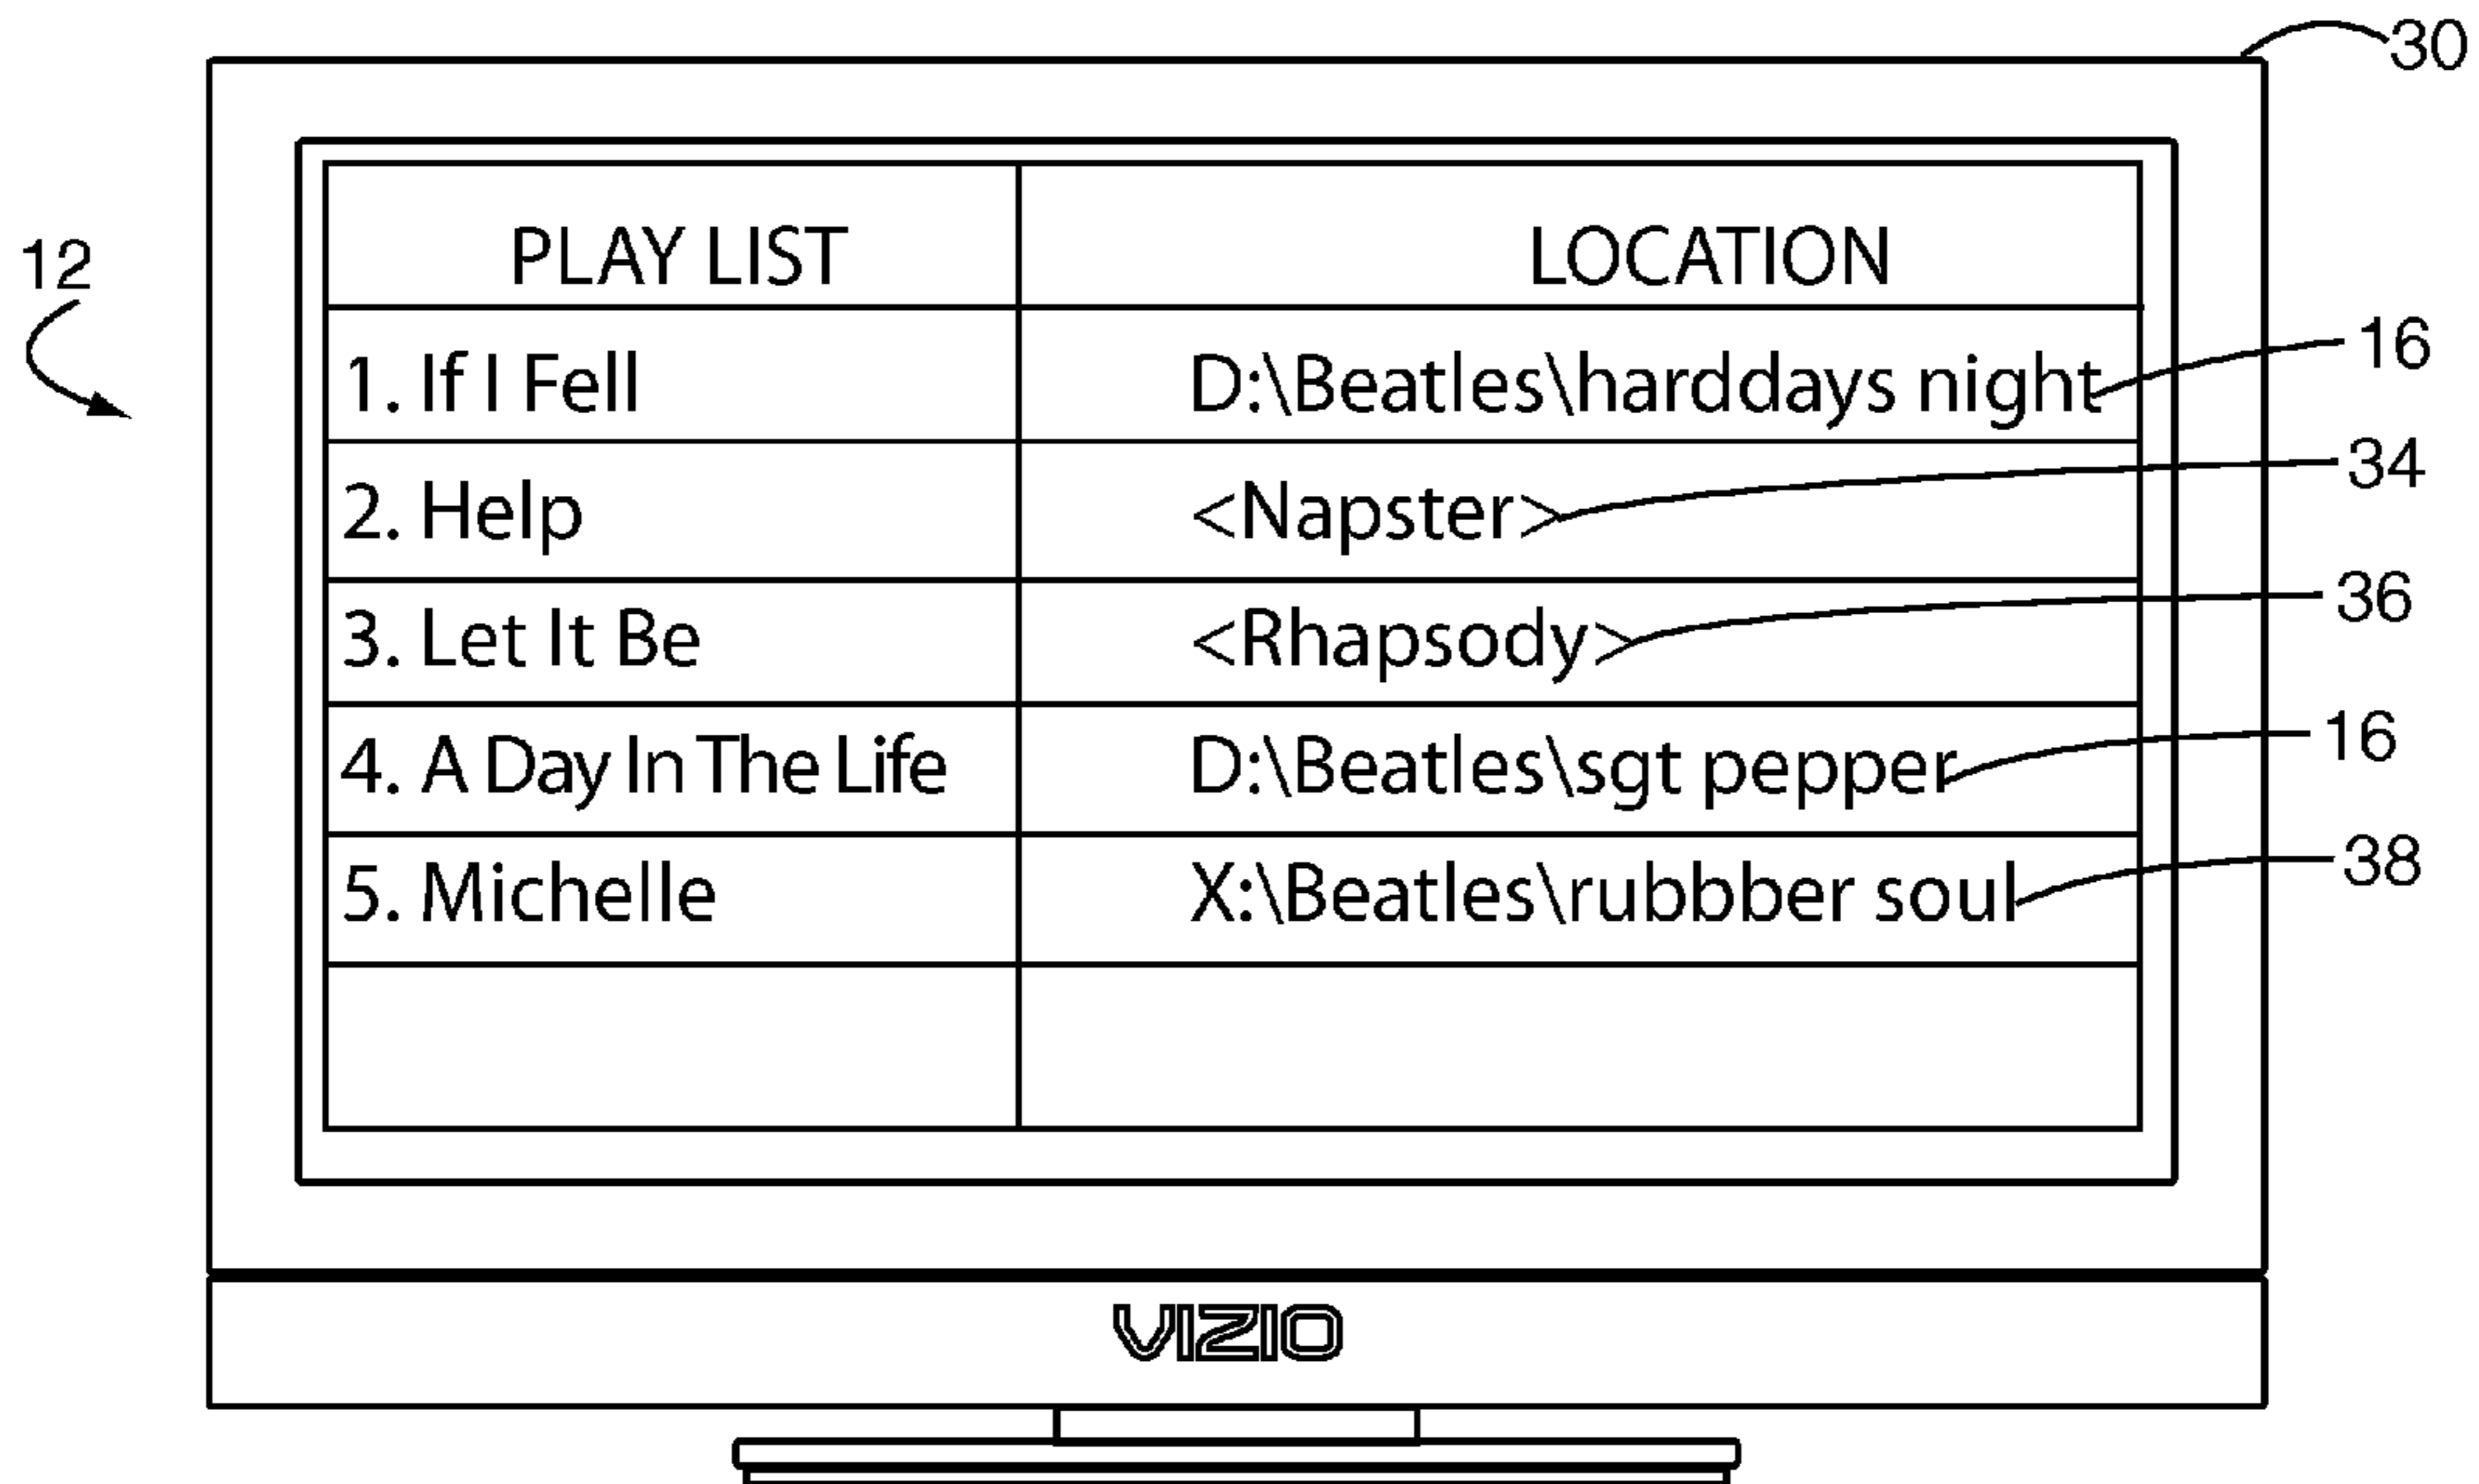 30
12
PLAY LIST LOCATION
1. If I Fell D:\Beatles\harddays night 16
2. Help <Napster> 34
3. Let It Be <Rhapsody> 36
4. A Day In The Life D:\Beatles\sgt pepper 16
5. Michelle X:\Beatles\rubbber soul 38
VIZIO